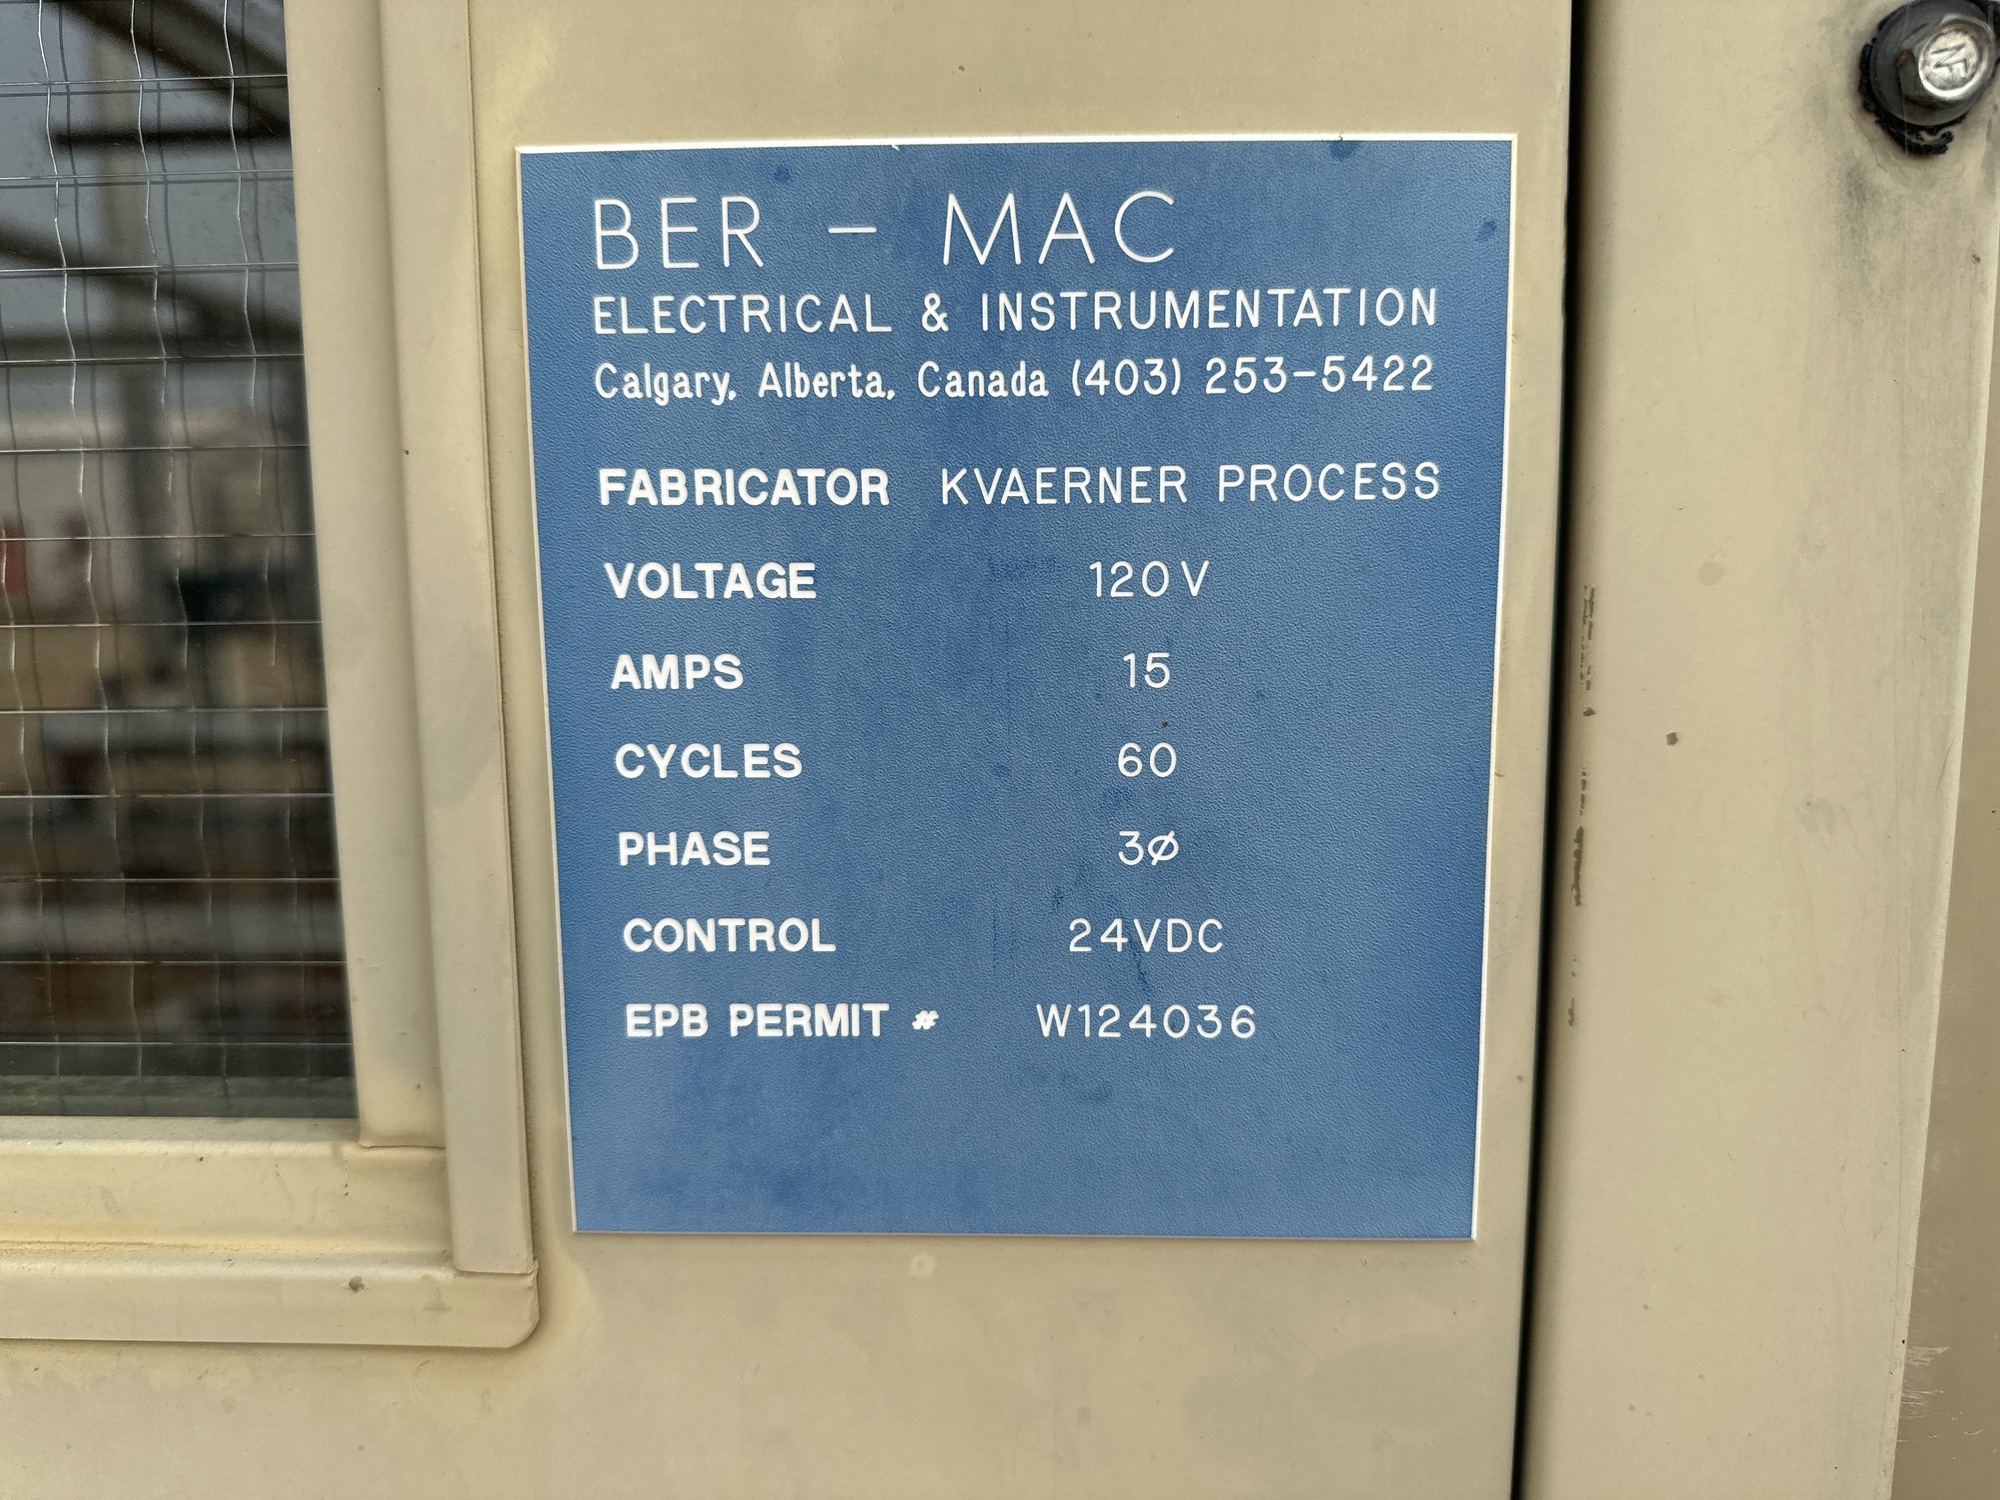 BER - MAC
ELECTRICAL & INSTRUMENTATION
Calgary, Alberta, Canada (403) 253-5422
FABRICATOR KVAERNER PROCESS
VOLTAGE 120V
AMPS 15
CYCLES 60
PHASE 3Ø
CONTROL 24VDC
EPB PERMIT # W124036
NF